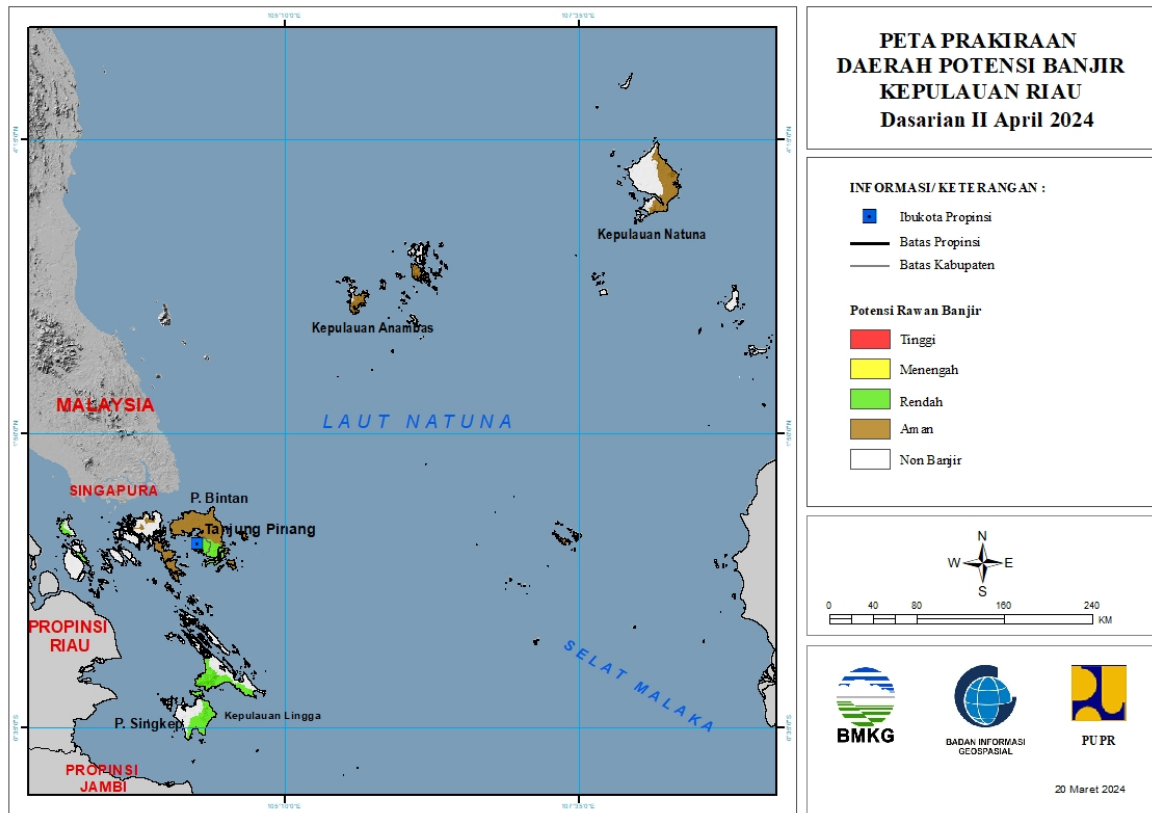 PETA PRAKIRAAN
DAERAH POTENSI BANJIR
KEPULAUAN RIAU
Dasarian II April 2024
INFORMASI/ KETERANGAN :
Ibukota Propinsi
Batas Propinsi
Batas Kabupaten
Potensi Rawan Banjir
Tinggi
Menengah
Rendah
Aman
Non Banjir
N
W E
S
0 40 80 160 240
KM
BMKG
BADAN INFORMASI
GEOSPASIAL
PUPR
20 Maret 2024
Kepulauan Natuna
Kepulauan Anambas
MALAYSIA
LAUT NATUNA
SINGAPURA
P. Bintan
Tanjung Pinang
PROPINSI
RIAU
SELAT MALAKA
Kepulauan Lingga
P. Singkep
PROPINSI
JAMBI